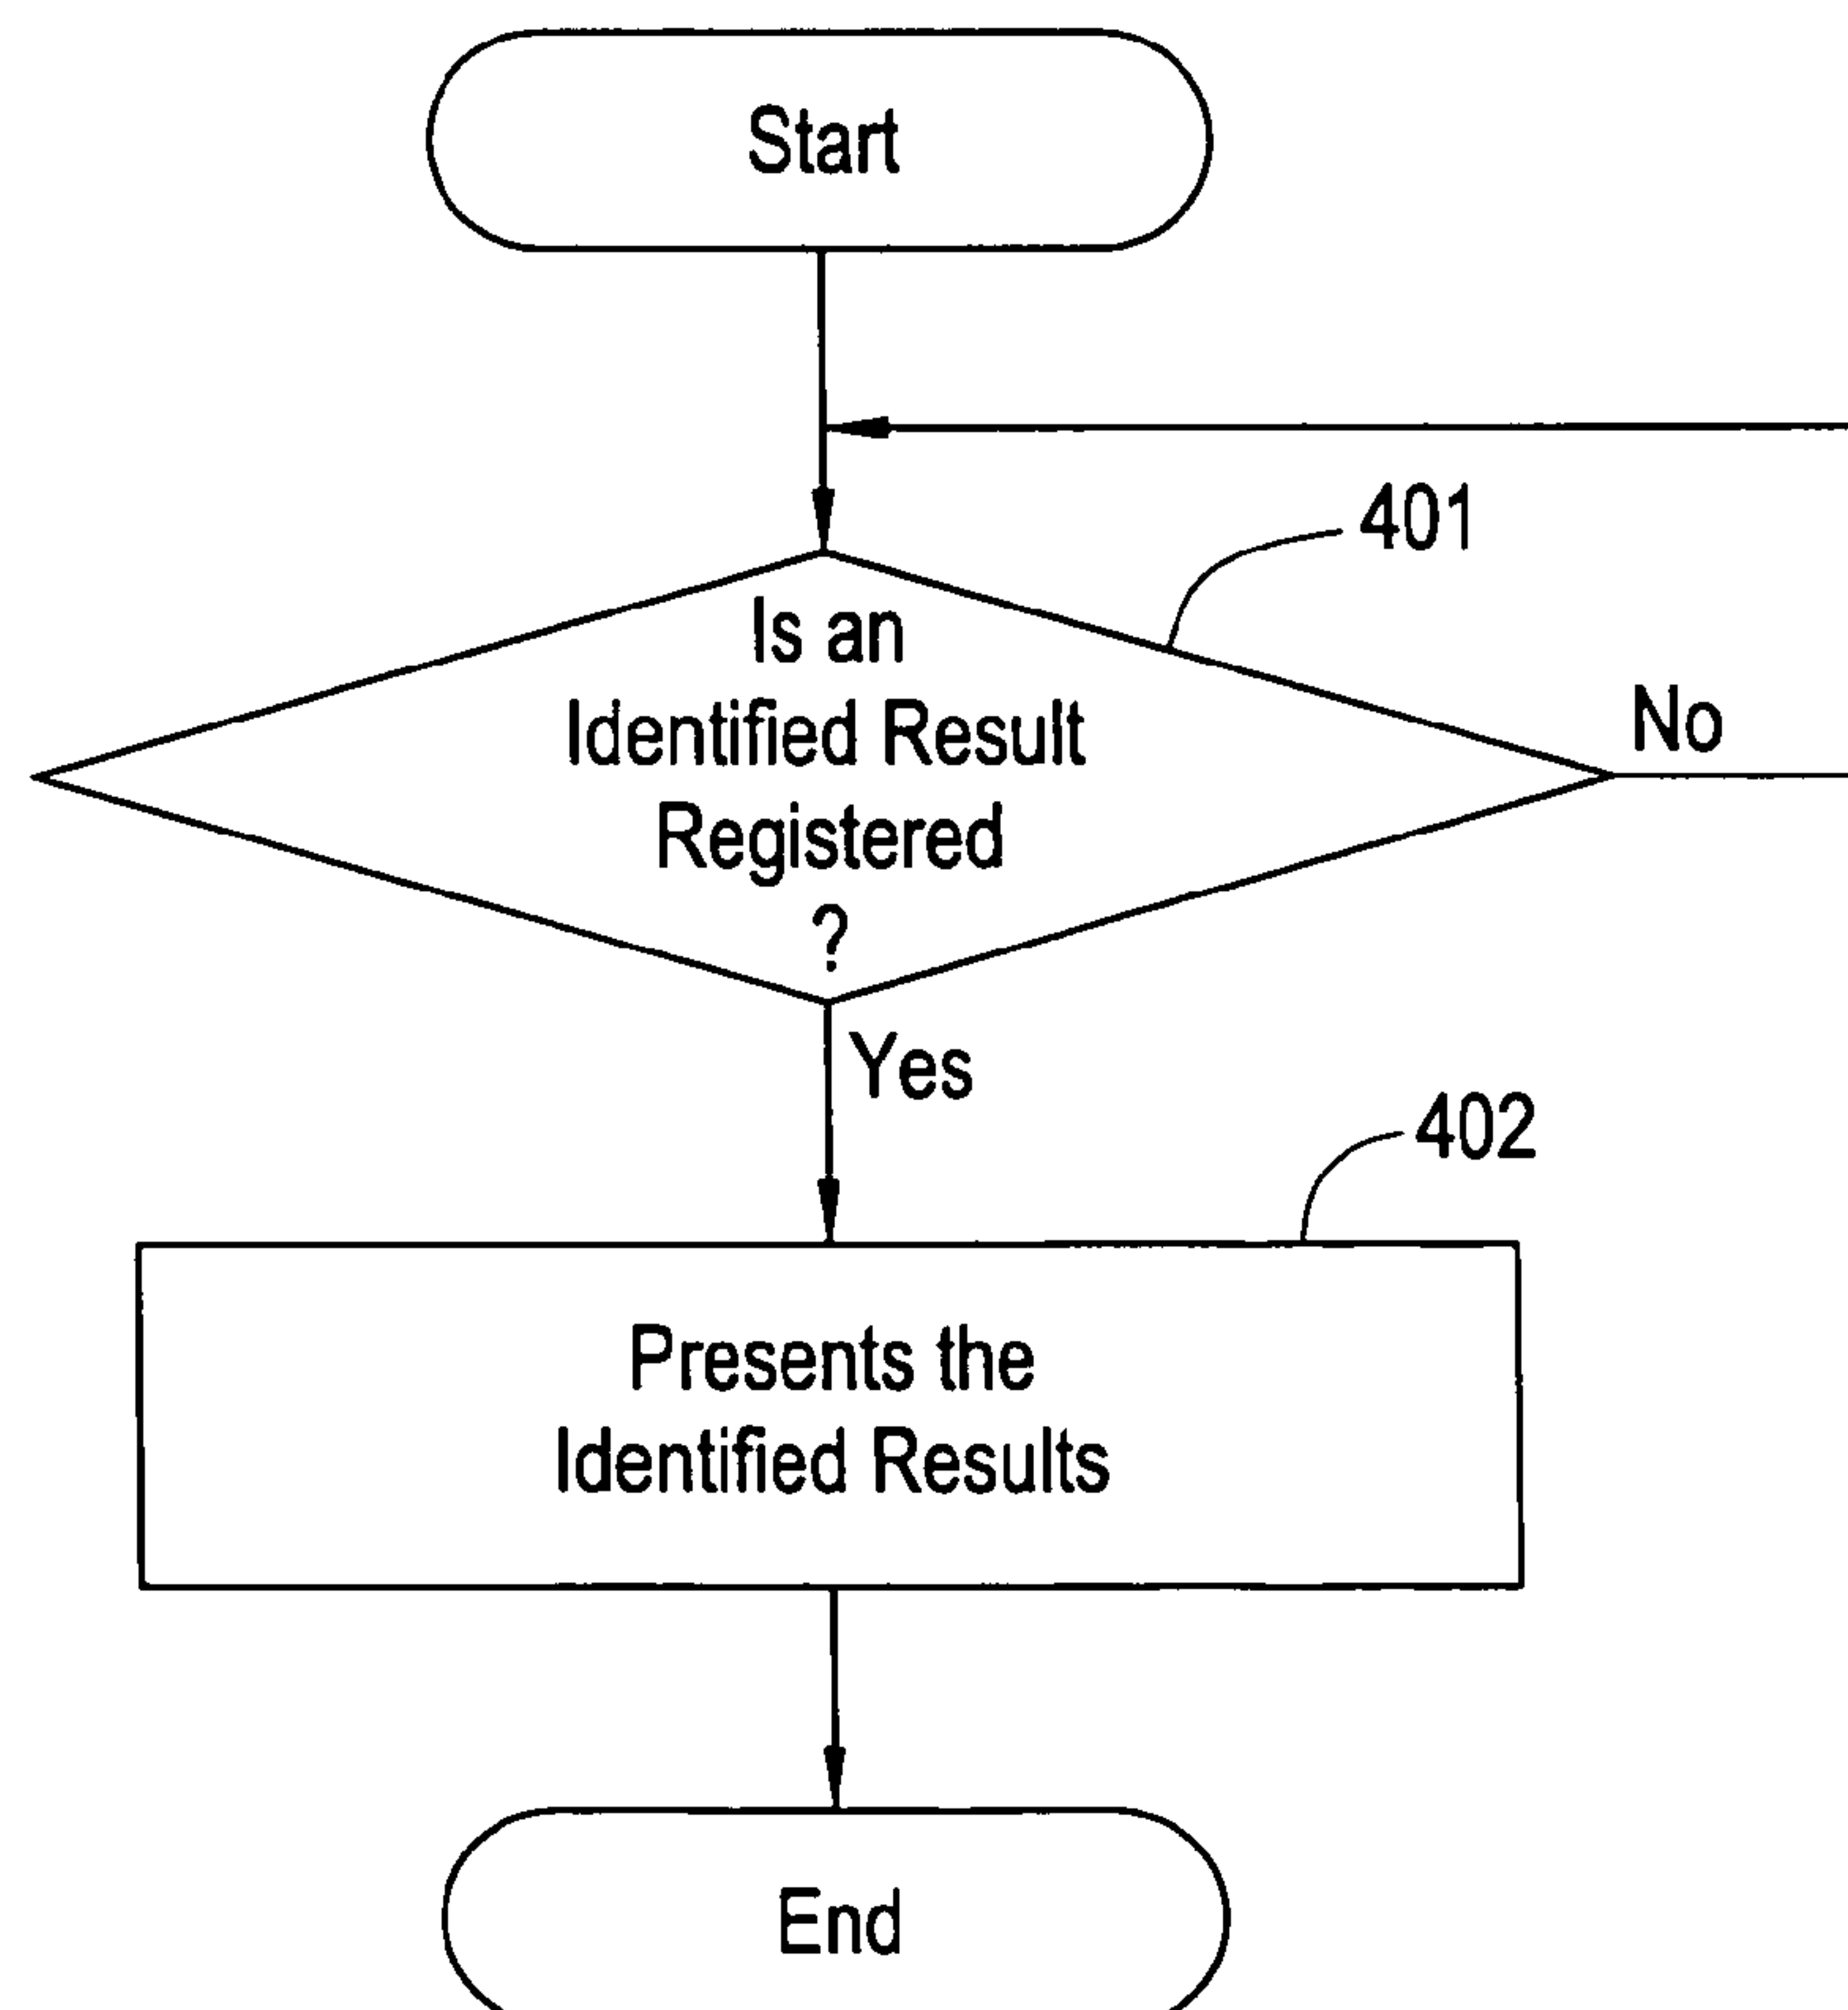 Start
401
Is an
Identified Result
Registered
?
No
Yes
402
Presents the
Identified Results
End